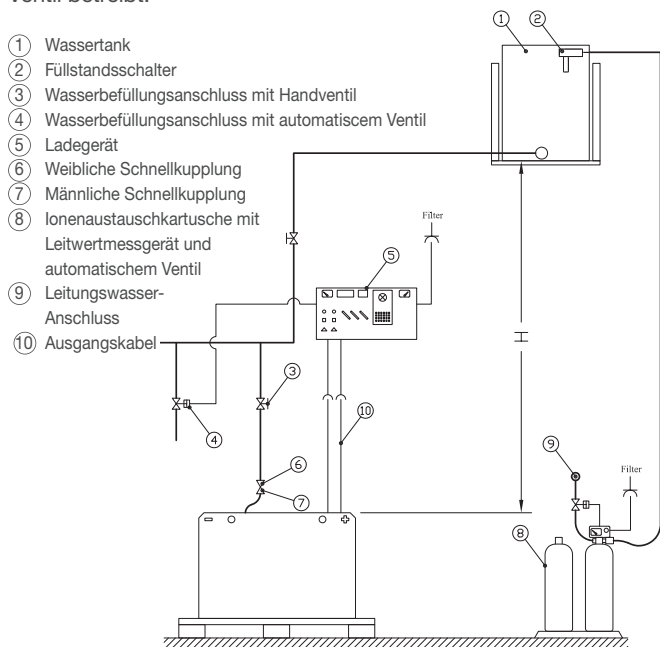 Ventil betreibt.
1 Wassertank
2 Füllstandsschalter
3 Wasserbefüllungsanschluss mit Handventil
4 Wasserbefüllungsanschluss mit automatiscem Ventil
5 Ladegerät
6 Weibliche Schnellkupplung
7 Männliche Schnellkupplung
8 Ionenaustauschkartusche mit
Leitwertmessgerät und
automatischem Ventil
9 Leitungswasser-
Anschluss
10 Ausgangskabel
1
2
Filter
5
H
3
4
10
6
7
9
Filter
8